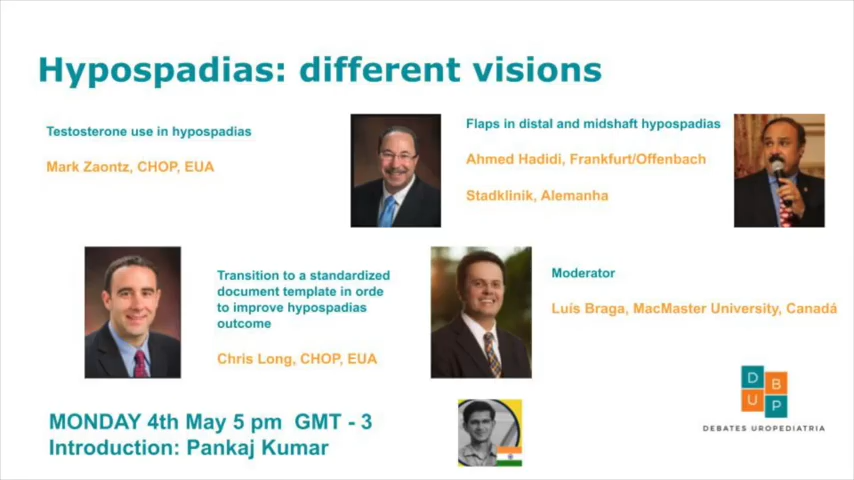 Hypospadias: different visions
Testosterone use in hypospadias
Mark Zaontz, CHOP, EUA
Flaps in distal and midshaft hypospadias
Ahmed Hadidi, Frankfurt/Offenbach
Stadklinik, Alemanha
Transition to a standardized
document template in orde
to improve hypospadias
outcome
Chris Long, CHOP, EUA
Moderator
Luís Braga, MacMaster University, Canadá
MONDAY 4th May 5 pm GMT - 3
Introduction: Pankaj Kumar
D B
U P
DEBATES UROPEDIATRIA